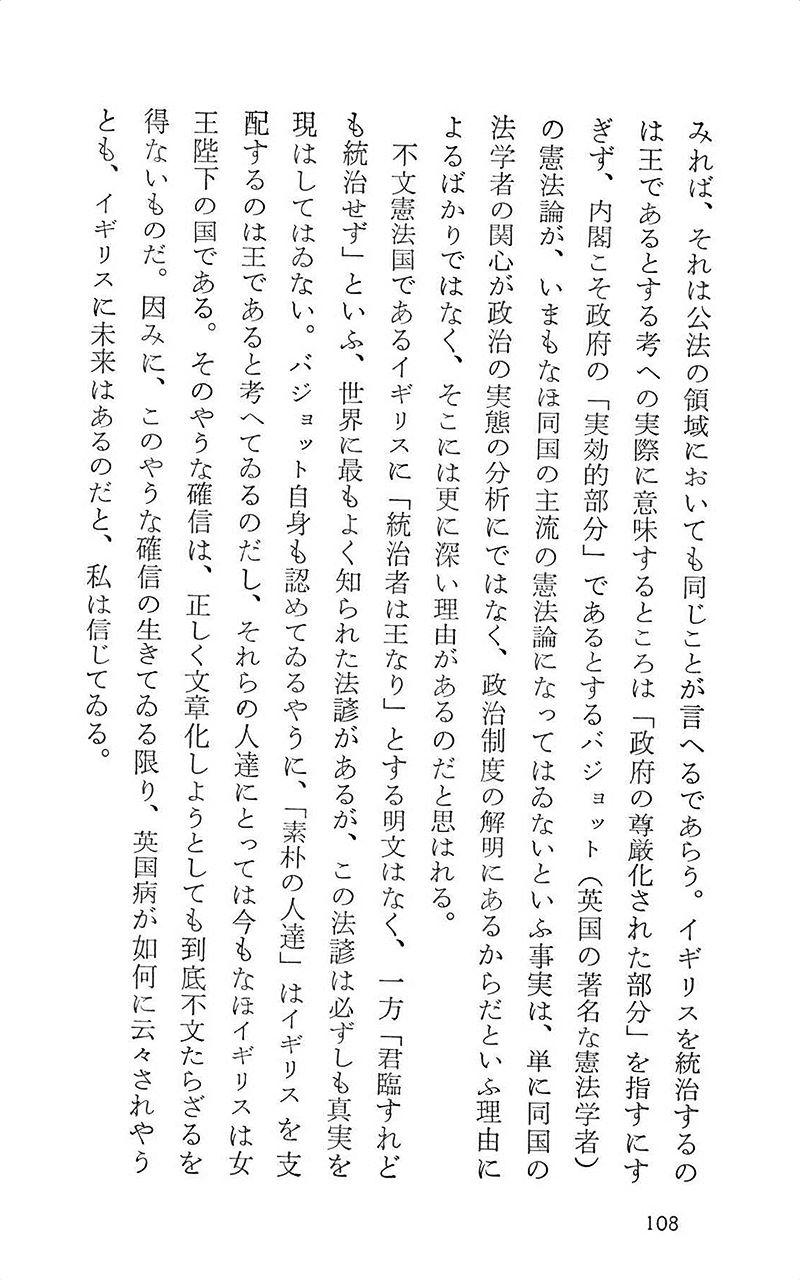 みれば、それは公法の領域においても同じことが言へるであらう。イギリスを統治するの
は王であるとする考への実際に意味するところは「政府の尊厳化された部分」を指すにす
ぎず、内閣こそ政府の「実効的部分」であるとするバジョット（英国の著名な憲法学者）
の憲法論が、いまもなほ同国の主流の憲法論になってはゐないといふ事実は、単に同国の
法学者の関心が政治の実態の分析にではなく、政治制度の解明にあるからだといふ理由に
よるばかりではなく、そこには更に深い理由があるのだと思はれる。
不文憲法国であるイギリスに「統治者は王なり」とする明文はなく、一方「君臨すれど
も統治せず」といふ、世界に最もよく知られた法諺があるが、この法諺は必ずしも真実を
現はしてはゐない。バジョット自身も認めてゐるやうに、「素朴の人達」はイギリスを支
配するのは王であると考へてゐるのだし、それらの人達にとっては今もなほイギリスは女
王陛下の国である。そのやうな確信は、正しく文章化しようとしても到底不文たらざるを
得ないものだ。因みに、このやうな確信の生きてゐる限り、英国病が如何に云々されやう
とも、イギリスに未来はあるのだと、私は信じてゐる。
108